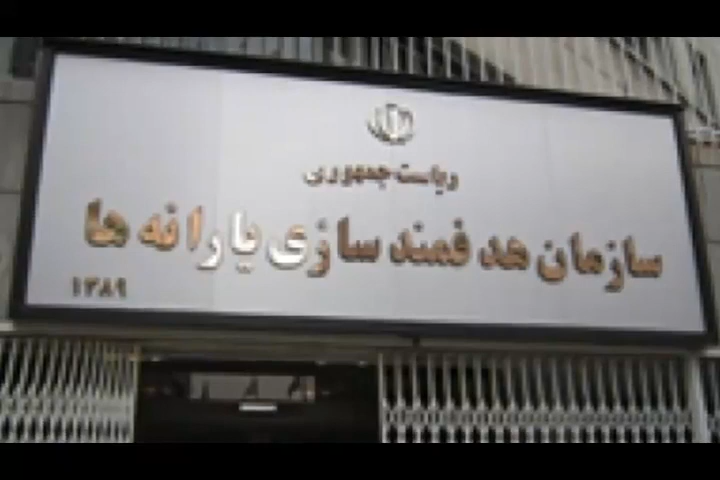 ریاست جمهوری
سازمان هدفمند سازی یارانه ها
۱۳۸۹